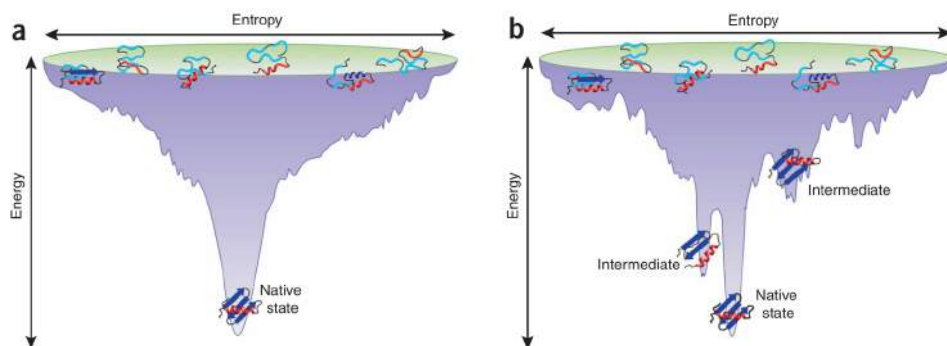 a
Entropy
Energy
Native
state
b
Entropy
Energy
Intermediate
Intermediate
Native
state